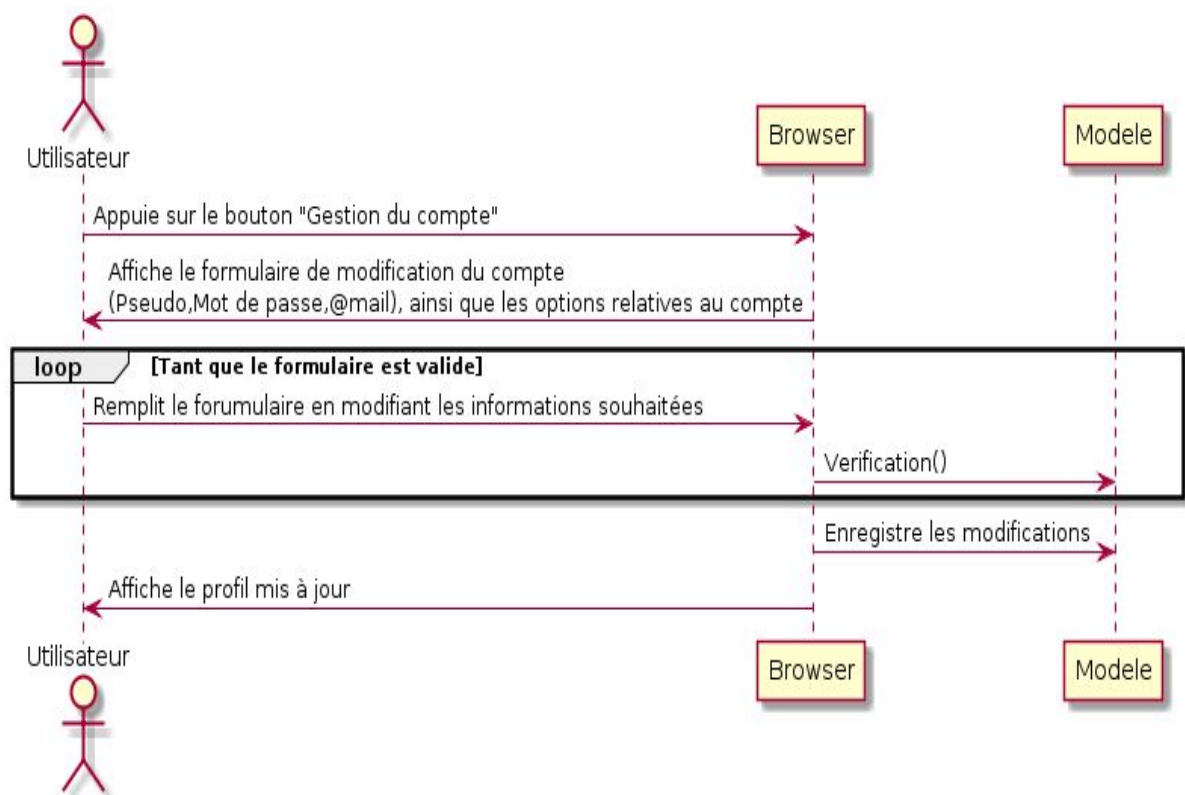 Utilisateur
Browser
Modele
Appuie sur le bouton "Gestion du compte"
Affiche le formulaire de modification du compte
(Pseudo,Mot de passe,@mail), ainsi que les options relatives au compte
loop
[Tant que le formulaire est valide]
Remplit le forumulaire en modifiant les informations souhaitées
Verification()
Enregistre les modifications
Affiche le profil mis à jour
Utilisateur
Browser
Modele